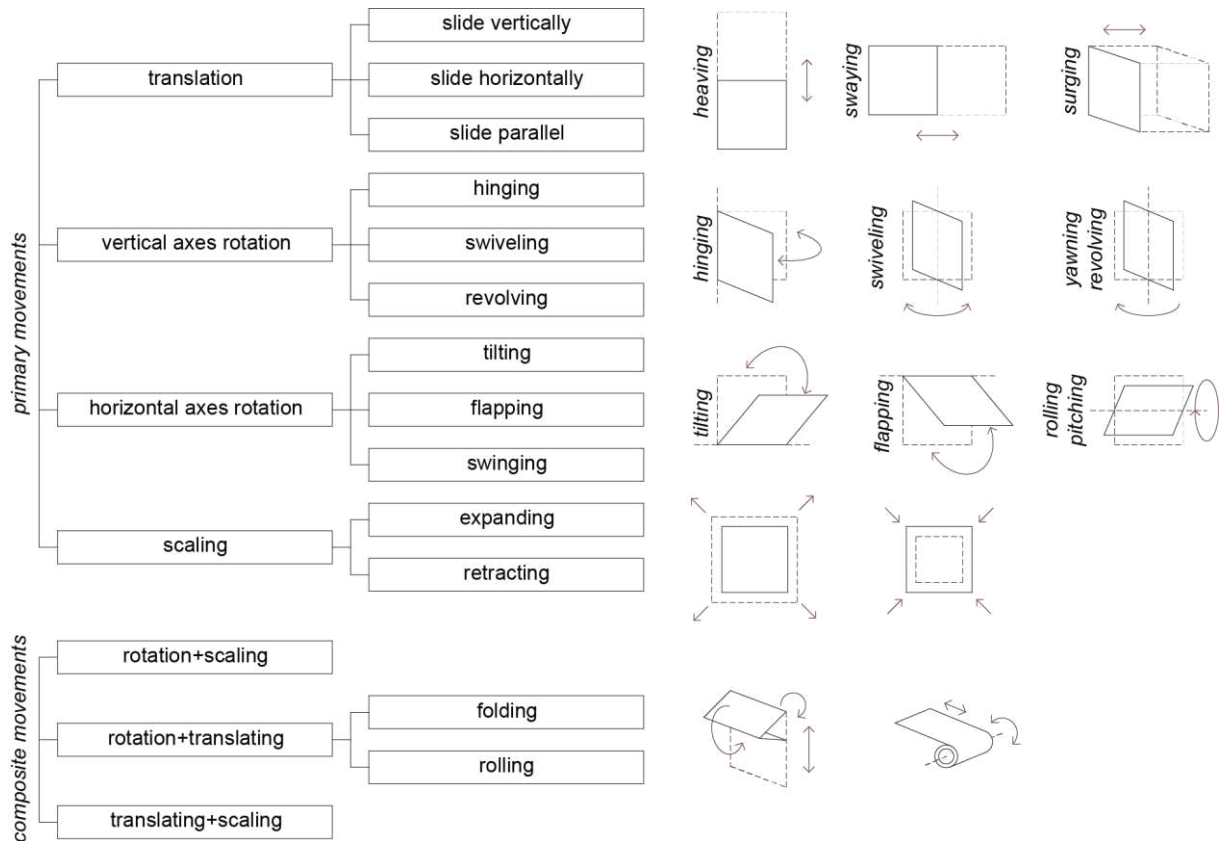 primary movements
translation
slide vertically
slide horizontally
slide parallel
heaving
swaying
surging
vertical axes rotation
hinging
swiveling
revolving
hinging
swiveling
yawning
revolving
horizontal axes rotation
tilting
flapping
swinging
tilting
flapping
rolling
pitching
scaling
expanding
retracting
composite movements
rotation+scaling
rotation+translating
folding
rolling
translating+scaling